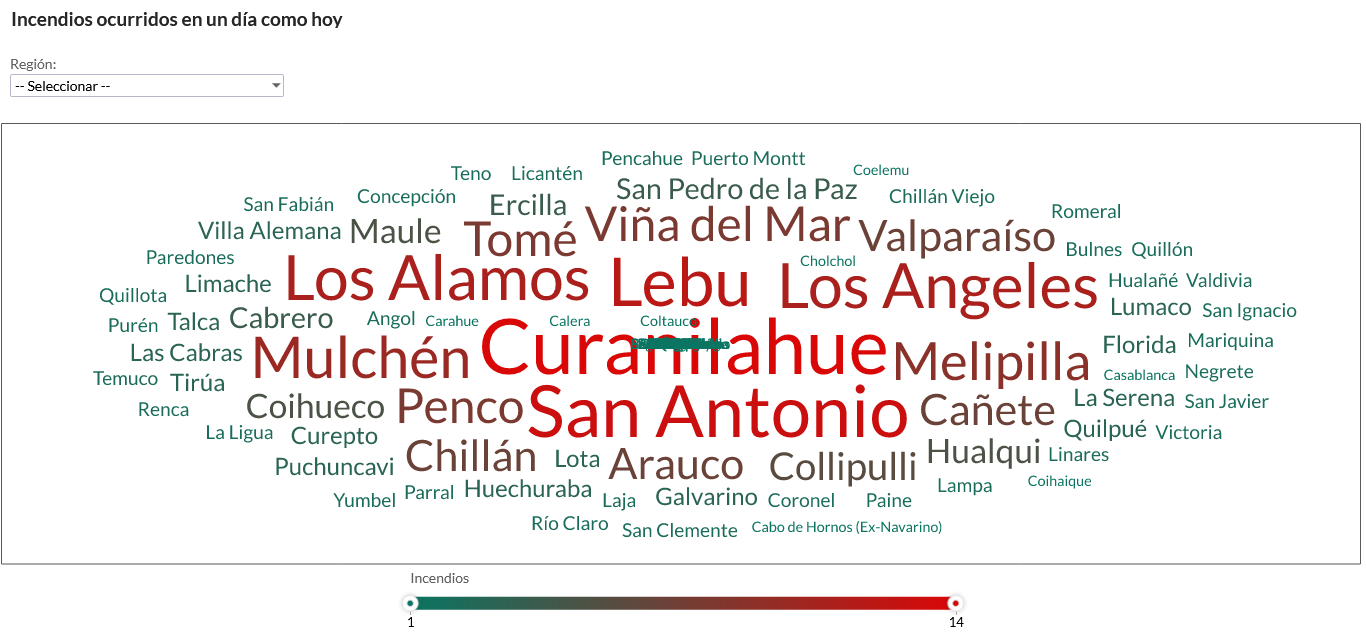 Incendios ocurridos en un día como hoy
Región:
-- Seleccionar --
Pencahue Puerto Montt
Teno Licantén Coelemu
San Fabián Concepción Ercilla San Pedro de la Paz Chillán Viejo
Villa Alemana Maule Tomé Viña del Mar Valparaíso Romeral
Paredones Cholchol Bulnes Quillón
Quillota Limache Los Alamos Lebu Los Angeles Hualañé Valdivia
Purén Talca Cabrero Angol Carahue Calera Coltauco Lumaco San Ignacio
Las Cabras Mulchén Curanilahue Melipilla Florida Mariquina
Temuco Tirúa Casablanca Negrete
Renca Coihueco Penco San Antonio Cañete La Serena San Javier
La Ligua Curepto Quilpué Victoria
Puchuncavi Chillán Lota Arauco Collipulli Hualqui Linares
Yumbel Parral Huechuraba Laja Galvarino Coronel Paine Lampa Coihaique
Río Claro San Clemente Cabo de Hornos (Ex-Navarino)
Incendios
1 14